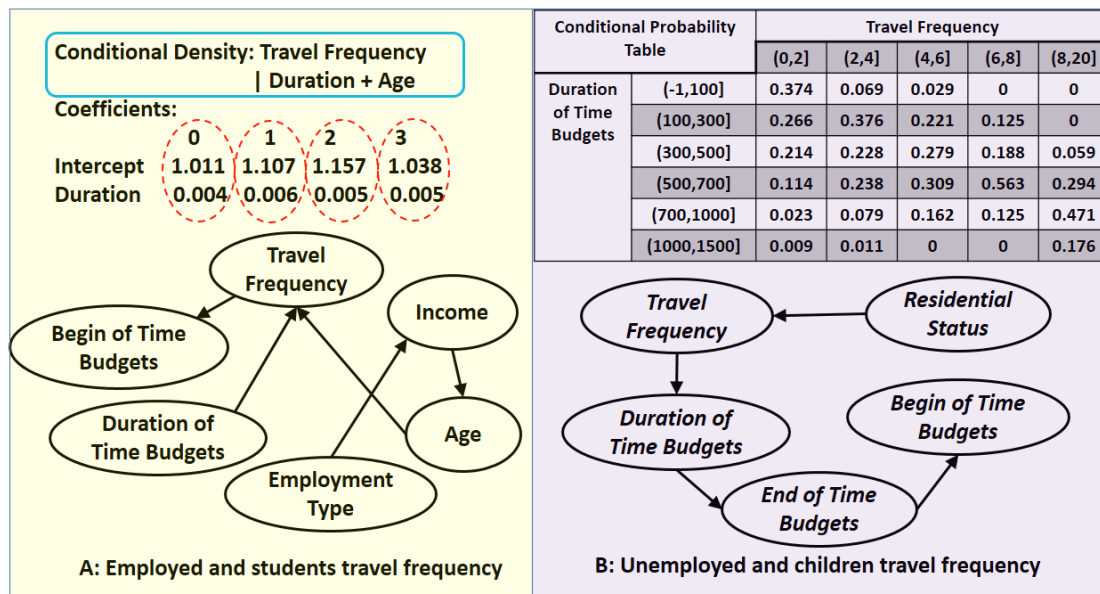 Conditional Density: Travel Frequency
| Duration + Age
Coefficients:
0 1 2 3
Intercept 1.011 1.107 1.157 1.038
Duration 0.004 0.006 0.005 0.005
Travel
Frequency
Income
Begin of Time
Budgets
Duration of
Time Budgets
Age
Employment
Type
A: Employed and students travel frequency
Conditional Probability
Table
Travel Frequency
(0,2] (2,4] (4,6] (6,8] (8,20]
Duration
of Time
Budgets
(-1,100] 0.374 0.069 0.029 0 0
(100,300] 0.266 0.376 0.221 0.125 0
(300,500] 0.214 0.228 0.279 0.188 0.059
(500,700] 0.114 0.238 0.309 0.563 0.294
(700,1000] 0.023 0.079 0.162 0.125 0.471
(1000,1500] 0.009 0.011 0 0 0.176
Travel
Frequency
Residential
Status
Duration of
Time Budgets
Begin of Time
Budgets
End of Time
Budgets
B: Unemployed and children travel frequency